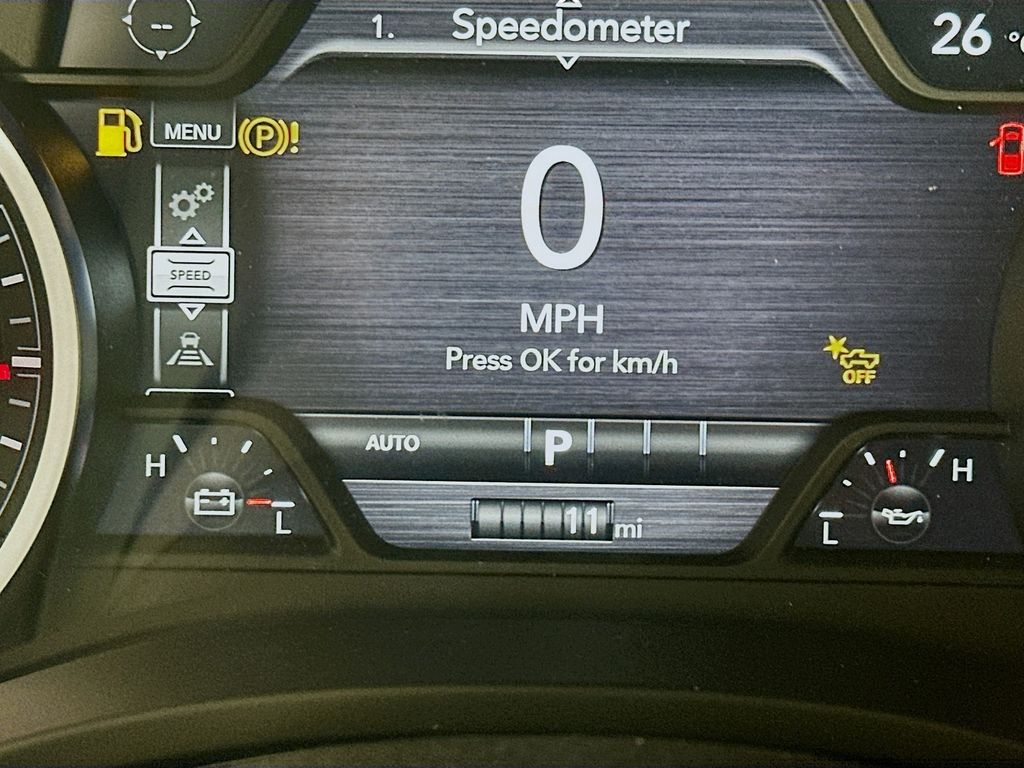 --
1. Speedometer
26 °
MENU
P !
0
SPEED
MPH
Press OK for km/h
OFF
AUTO
P
H
H
L
L
11 mi